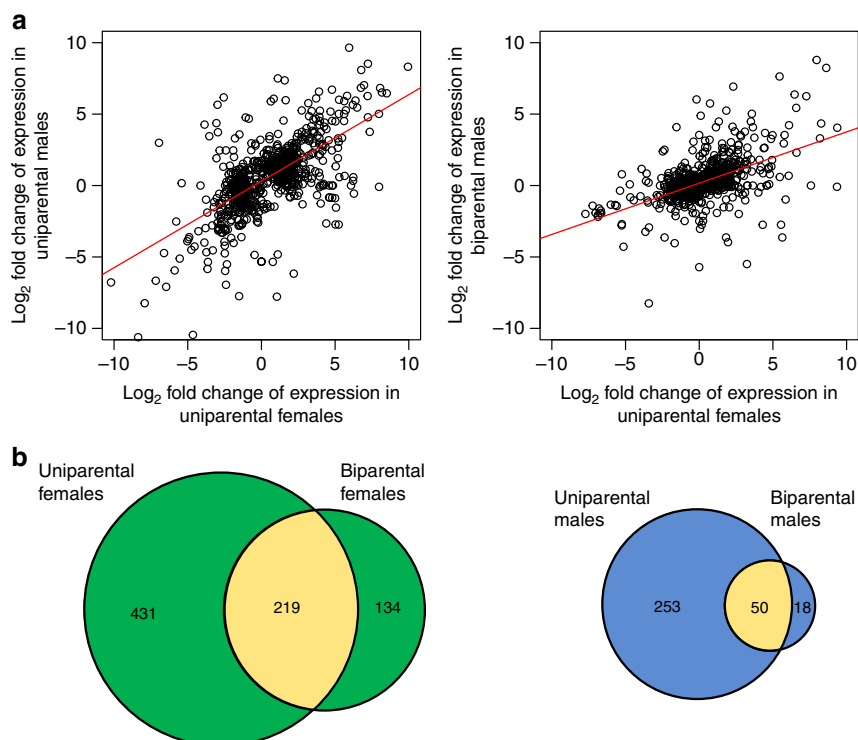 a
Log2 fold change of expression in
uniparental males
10
5
0
−5
−10
−10 −5 0 5 10
Log2 fold change of expression in
uniparental females
Log2 fold change of expression in
biparental males
10
5
0
−5
−10
−10 −5 0 5 10
Log2 fold change of expression in
uniparental females
b
Uniparental
females
Biparental
females
431
219
134
Uniparental
males
Biparental
males
253
50
18